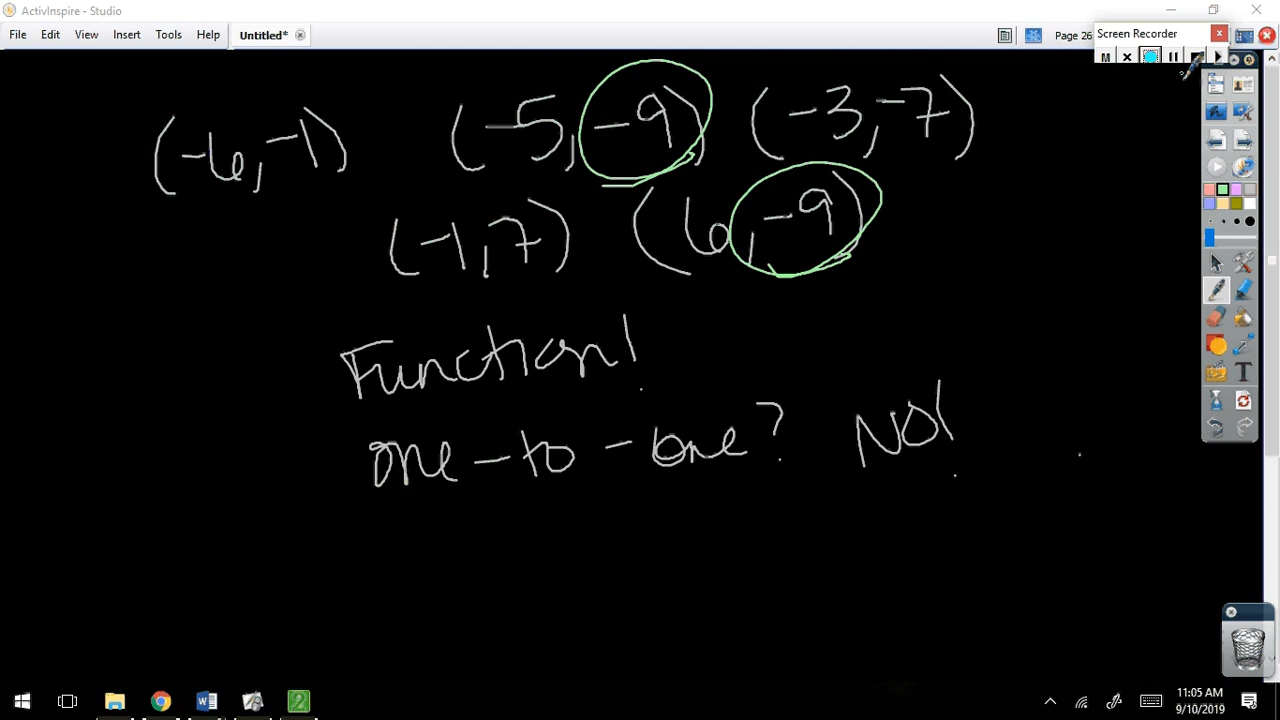 ActivInspire - Studio
File Edit View Insert Tools Help Untitled* Page 26
Screen Recorder
(-6, -1) (-5, -9) (-3, -7)
(-1, 7) (6, -9)
Function!
one-to-one? No!
11:05 AM
9/10/2019